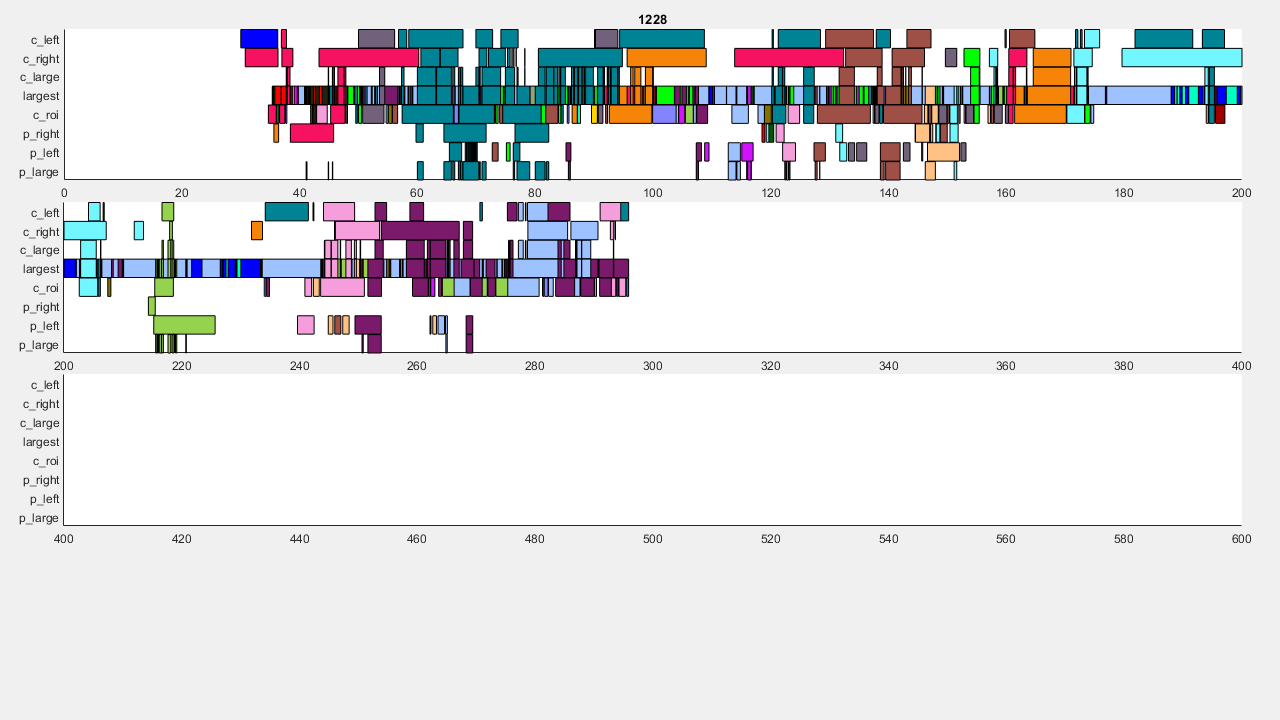 1228
c_left
c_right
c_large
largest
c_roi
p_right
p_left
p_large
0 20 40 60 80 100 120 140 160 180 200
c_left
c_right
c_large
largest
c_roi
p_right
p_left
p_large
200 220 240 260 280 300 320 340 360 380 400
c_left
c_right
c_large
largest
c_roi
p_right
p_left
p_large
400 420 440 460 480 500 520 540 560 580 600